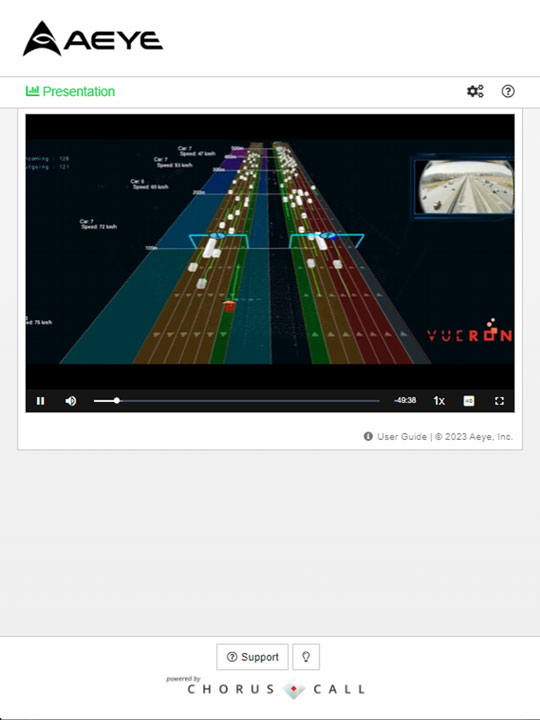 AEYE
Presentation
ncoming : 128
utgoing : 121
Car: 7
Speed: 47 km/h
500m
400m
Car: 7
Speed: 53 km/h
300m
Car: 8
Speed: 60 km/h
200m
Car: 7
Speed: 72 km/h
100m
ed: 75 km/h
VUERON
-49:38
1x
User Guide | © 2023 Aeye, Inc.
Support
powered by
CHORUS CALL